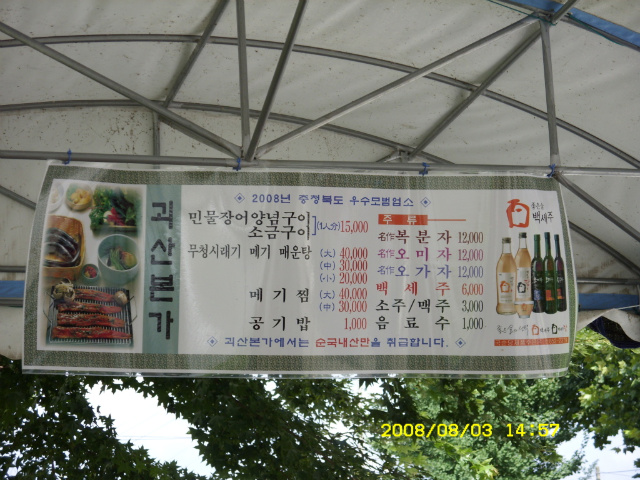 괴산본가
◈ 2008년 충청북도 우수모범업소 ◈
민물장어 양념구이
소금구이 (1人分) 15,000
무청시래기 메기 매운탕 (大) 40,000
(中) 30,000
(小) 20,000
메기찜 (大) 40,000
(中) 30,000
공기밥 1,000
주류
名作 복분자 12,000
名作 오미자 12,000
名作 오가자 12,000
백세주 6,000
소주/맥주 3,000
음료수 1,000
◈ 괴산본가에서는 순국내산만을 취급합니다. ◈
백세주
2008/08/03 14:57